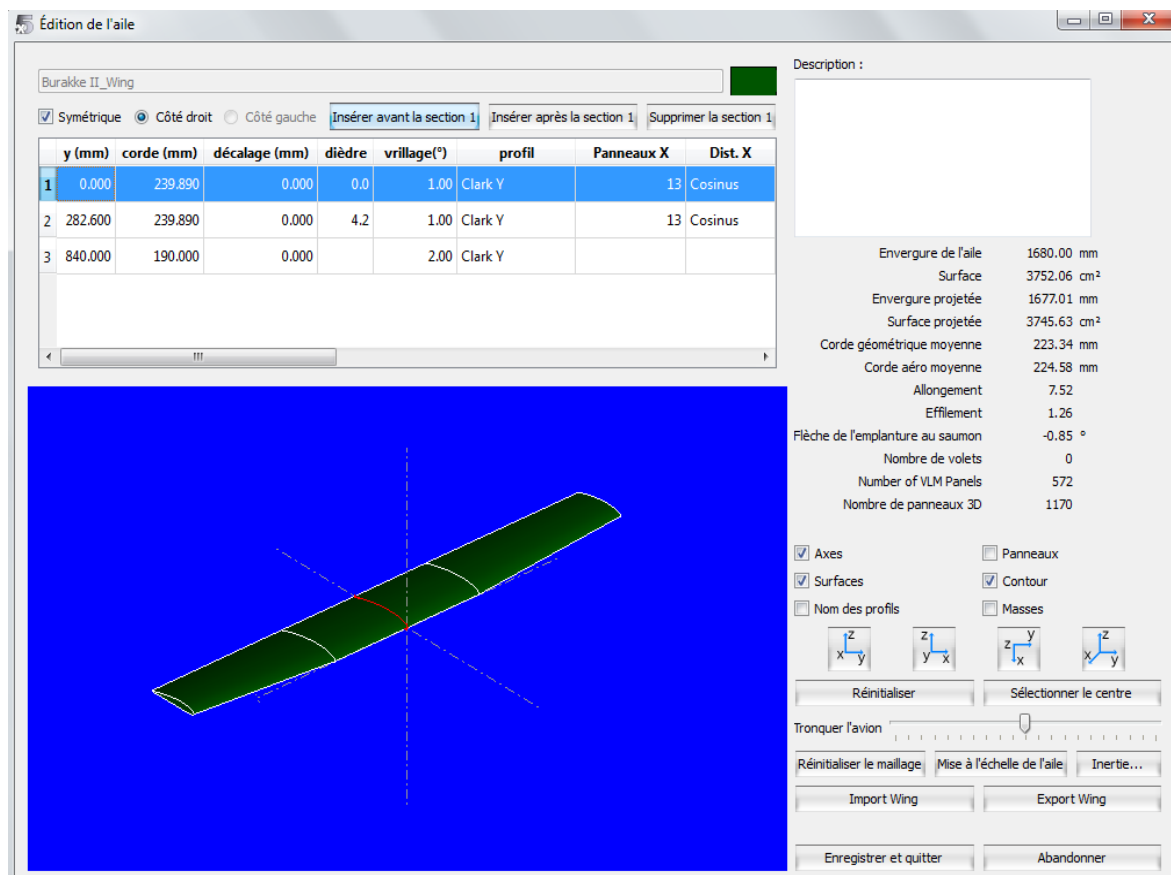 Édition de l'aile
Description :
Burakke II_Wing
Symétrique Côté droit Côté gauche Insérer avant la section 1 Insérer après la section 1 Supprimer la section 1
y (mm) corde (mm) décalage (mm) dièdre vrillage(°) profil Panneaux X Dist. X
1 0.000 239.890 0.000 0.0 1.00 Clark Y 13 Cosinus
2 282.600 239.890 0.000 4.2 1.00 Clark Y 13 Cosinus
3 840.000 190.000 0.000 2.00 Clark Y
Envergure de l'aile 1680.00 mm
Surface 3752.06 cm²
Envergure projetée 1677.01 mm
Surface projetée 3745.63 cm²
Corde géométrique moyenne 223.34 mm
Corde aéro moyenne 224.58 mm
Allongement 7.52
Effilement 1.26
Flèche de l'emplanture au saumon -0.85 °
Nombre de volets 0
Number of VLM Panels 572
Nombre de panneaux 3D 1170
Axes Panneaux
Surfaces Contour
Nom des profils Masses
z x y z y x z y x z x y
Réinitialiser Sélectionner le centre
Tronquer l'avion
Réinitialiser le maillage Mise à l'échelle de l'aile Inertie...
Import Wing Export Wing
Enregistrer et quitter Abandonner